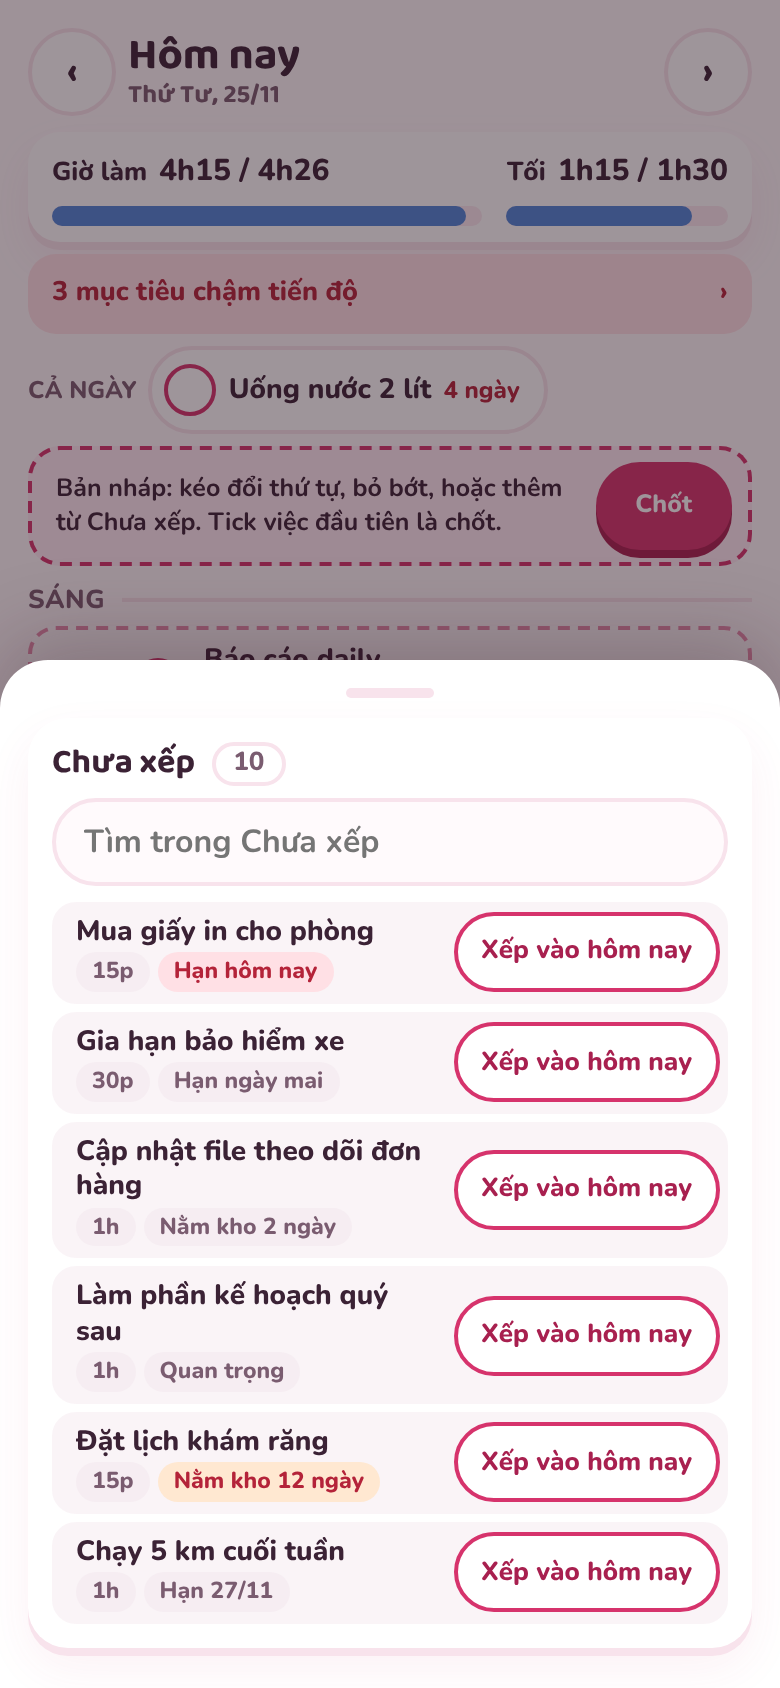 ‹
Hôm nay
Thứ Tư, 25/11
›
Giờ làm 4h15 / 4h26
Tối 1h15 / 1h30
3 mục tiêu chậm tiến độ ›
CẢ NGÀY
Uống nước 2 lít 4 ngày
Bản nháp: kéo đổi thứ tự, bỏ bớt, hoặc thêm
từ Chưa xếp. Tick việc đầu tiên là chốt.
Chốt
SÁNG
Báo cáo daily
Chưa xếp 10
Tìm trong Chưa xếp
Mua giấy in cho phòng
15p Hạn hôm nay
Xếp vào hôm nay
Gia hạn bảo hiểm xe
30p Hạn ngày mai
Xếp vào hôm nay
Cập nhật file theo dõi đơn
hàng
1h Nằm kho 2 ngày
Xếp vào hôm nay
Làm phần kế hoạch quý
sau
1h Quan trọng
Xếp vào hôm nay
Đặt lịch khám răng
15p Nằm kho 12 ngày
Xếp vào hôm nay
Chạy 5 km cuối tuần
1h Hạn 27/11
Xếp vào hôm nay